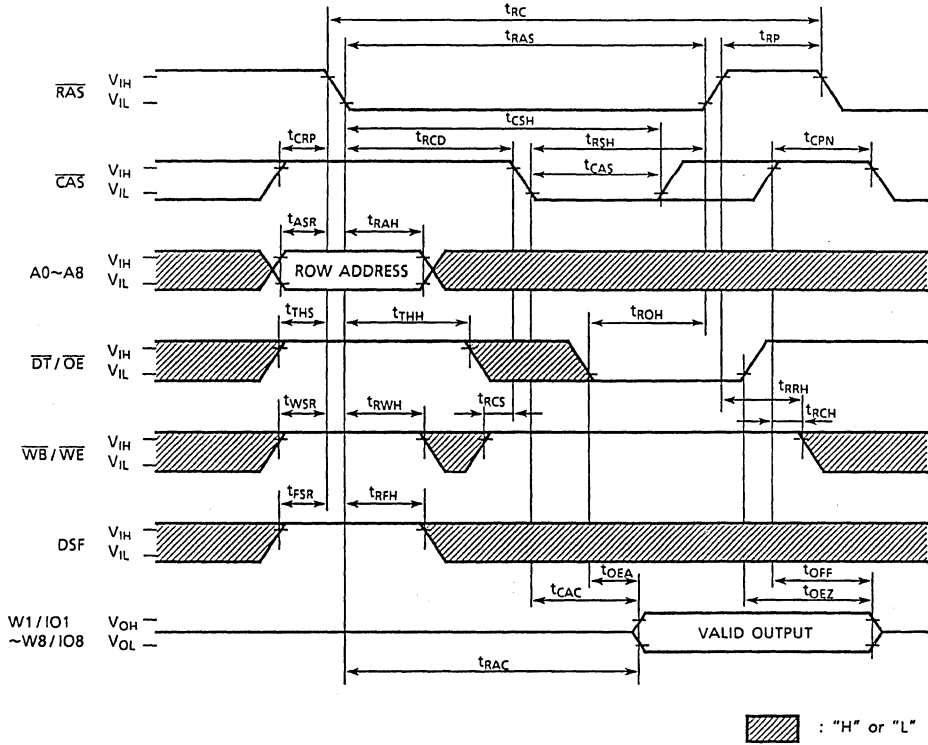 tRC
tRAS tRP
RAS VIH
VIL
tCSH
tCRP tRCD tRSH tCPN
CAS VIH
VIL
tCAS
tASR tRAH
A0~A8 VIH
VIL
ROW ADDRESS
tTHS tTHH tROH
DT/OE VIH
VIL
tWSR tRWH tRCS tRRH
tRCH
WB/WE VIH
VIL
tFSR tRFH
DSF VIH
VIL
tOEA tOFF
tCAC tOEZ
W1/IO1 VOH
~W8/IO8 VOL
VALID OUTPUT
tRAC
: "H" or "L"